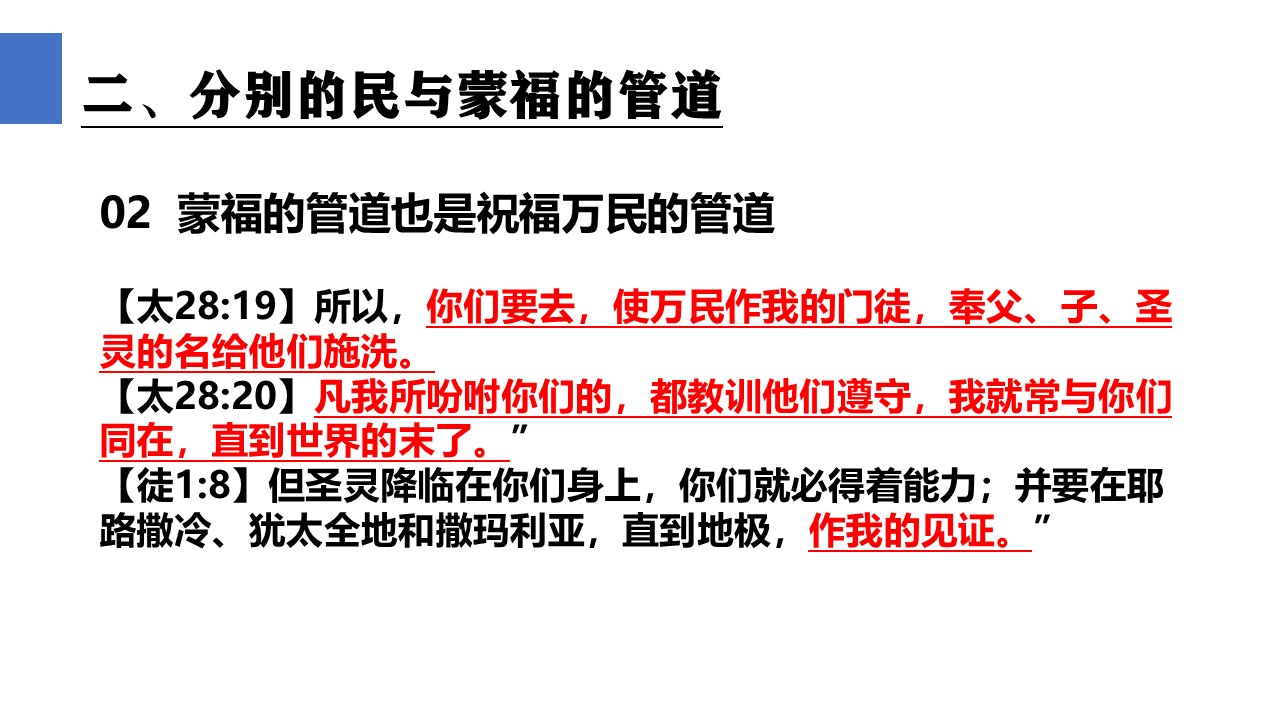 二、分别的民与蒙福的管道
02 蒙福的管道也是祝福万民的管道
【太28:19】所以，你们要去，使万民作我的门徒，奉父、子、圣
灵的名给他们施洗。
【太28:20】凡我所吩咐你们的，都教训他们遵守，我就常与你们
同在，直到世界的末了。”
【徒1:8】但圣灵降临在你们身上，你们就必得着能力；并要在耶
路撒冷、犹太全地和撒玛利亚，直到地极，作我的见证。”